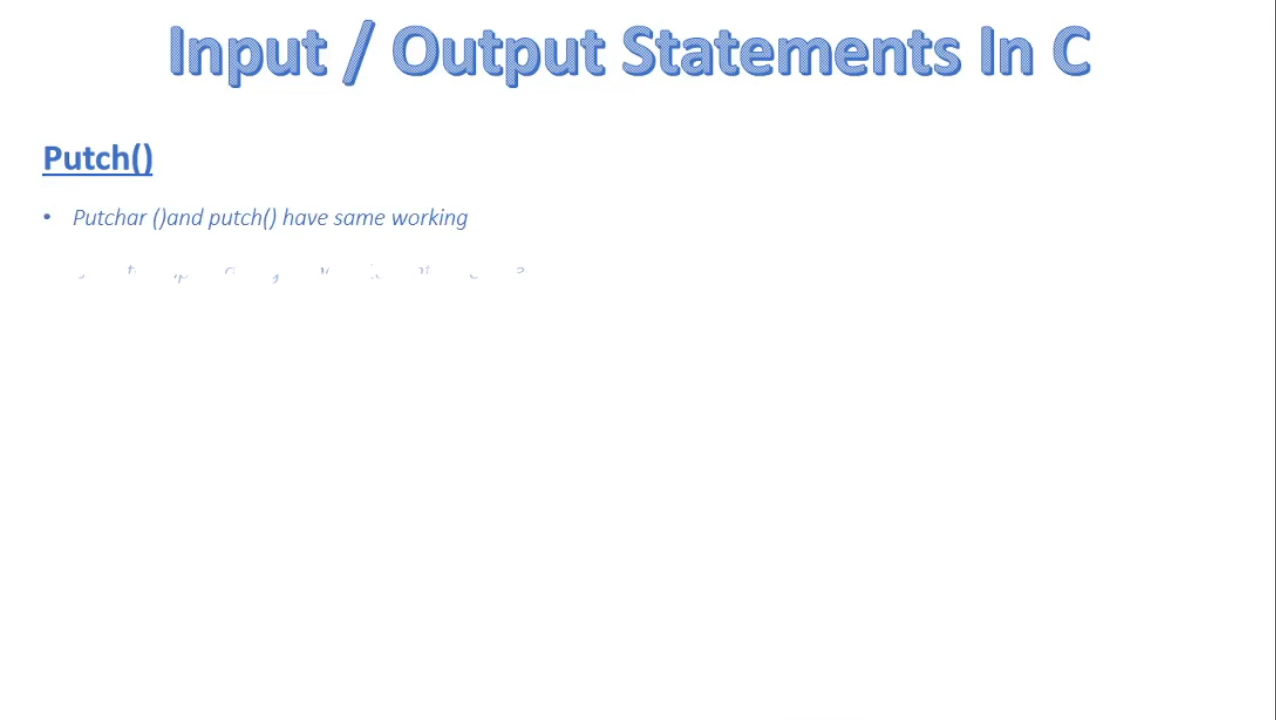 Input / Output Statements In C
Putch()
• Putchar ()and putch() have same working